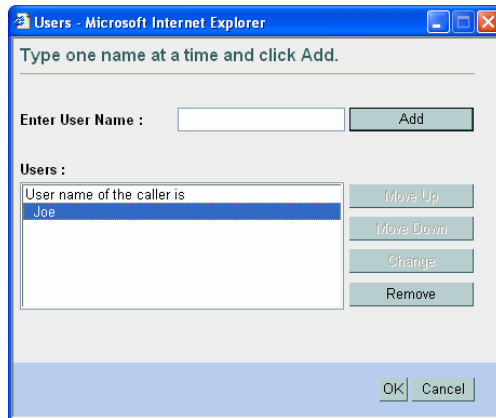 Users - Microsoft Internet Explorer
Type one name at a time and click Add.
Enter User Name :
Add
Users :
User name of the caller is
Joe
Move Up
Move Down
Change
Remove
OK
Cancel